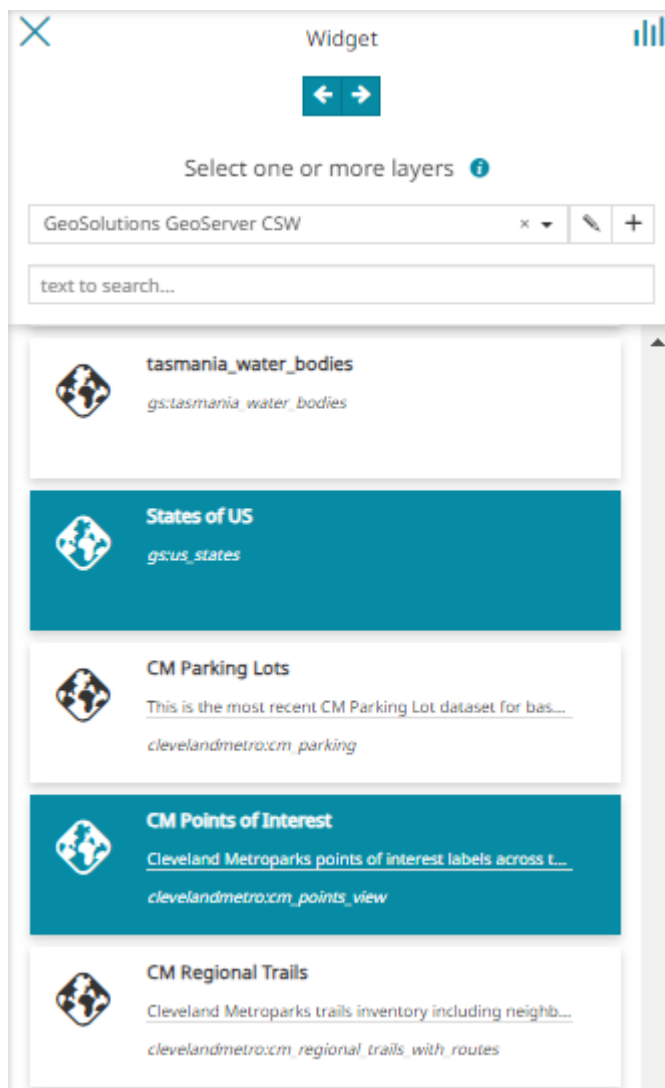 Widget
Select one or more layers
GeoSolutions GeoServer CSW
text to search...
tasmania_water_bodies
gs:tasmania_water_bodies
States of US
gs:us_states
CM Parking Lots
This is the most recent CM Parking Lot dataset for bas...
clevelandmetro:cm_parking
CM Points of Interest
Cleveland Metroparks points of interest labels across t...
clevelandmetro:cm_points_view
CM Regional Trails
Cleveland Metroparks trails inventory including neighb...
clevelandmetro:cm_regional_trails_with_routes